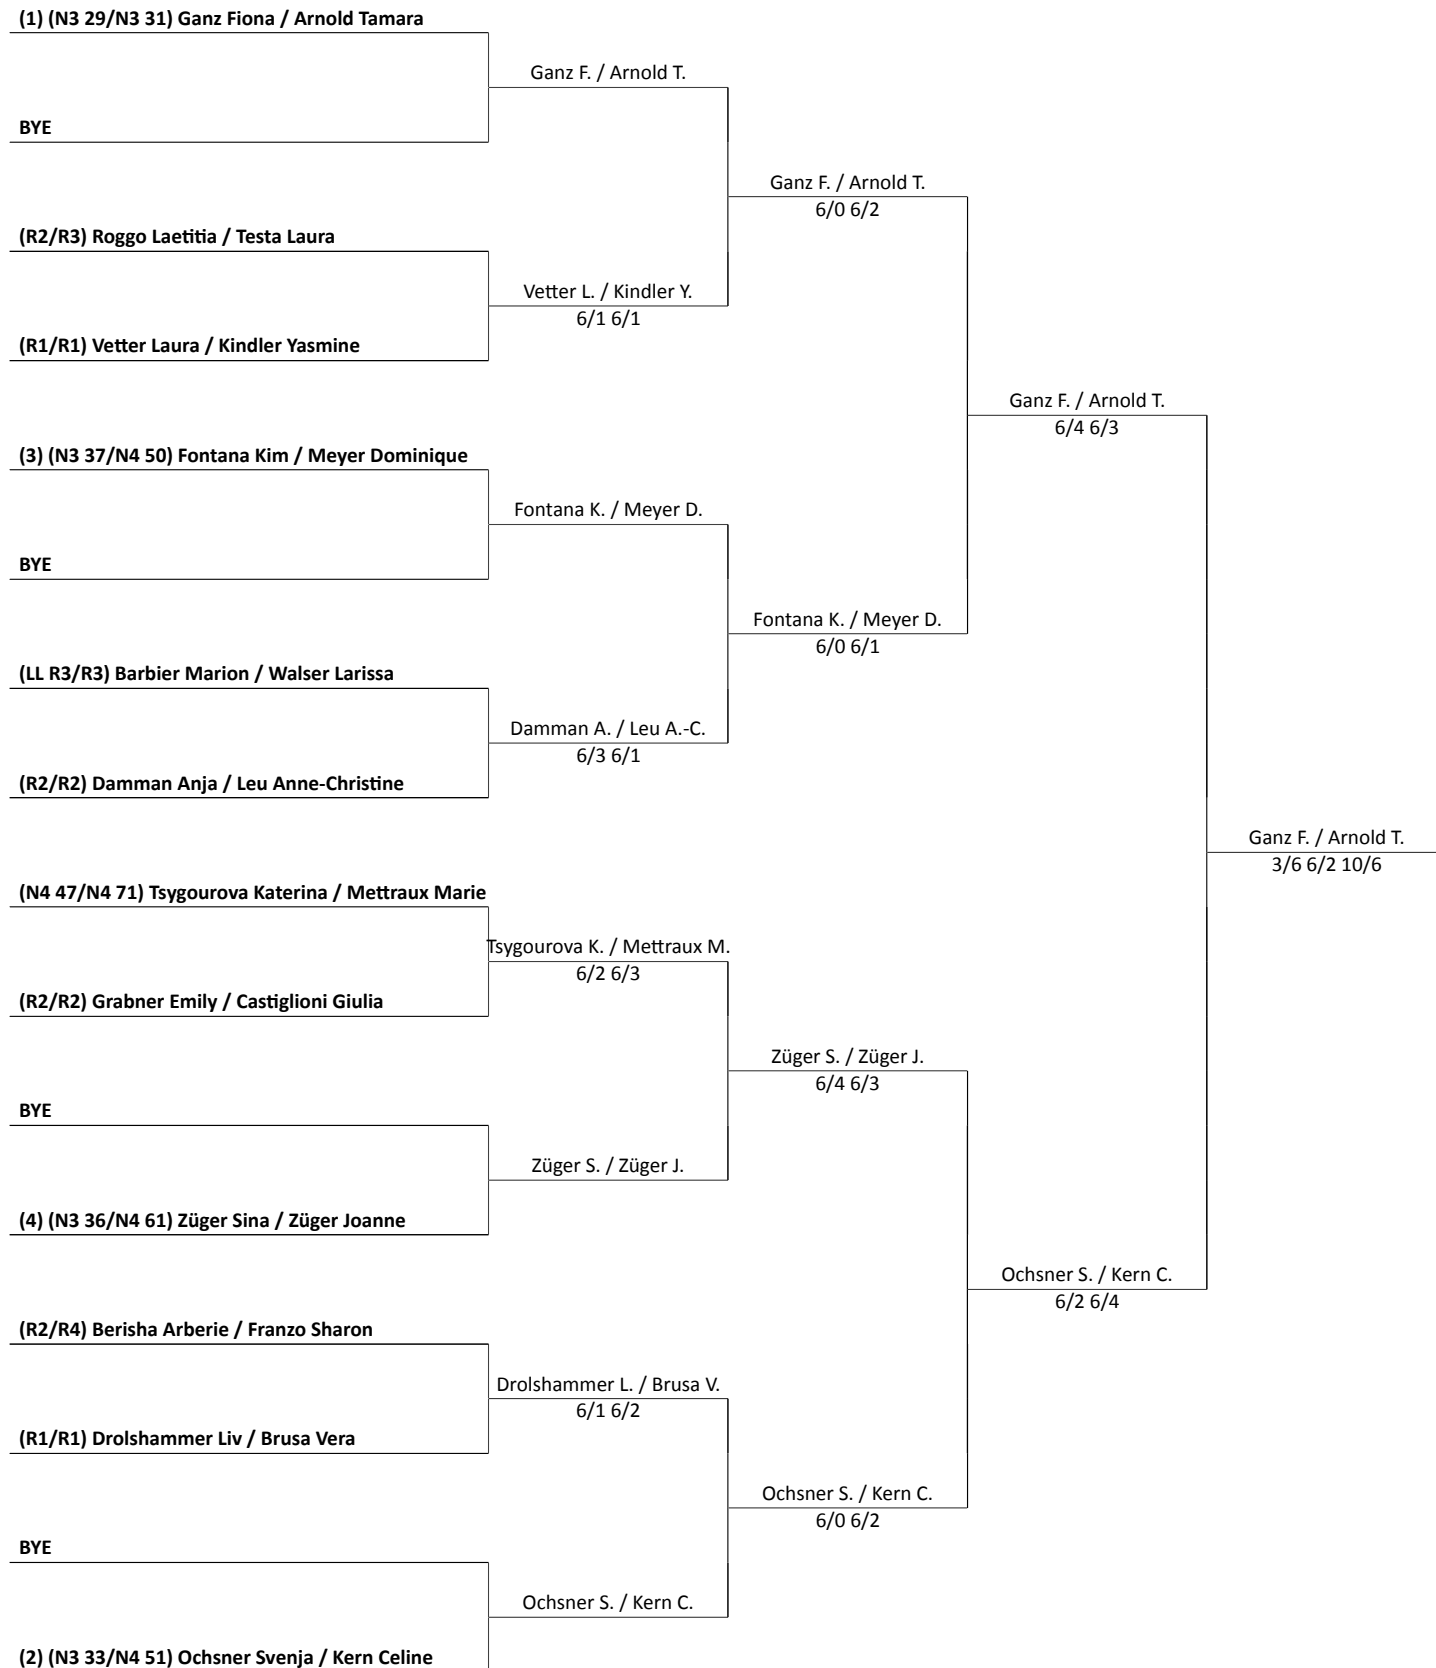 (1) (N3 29/N3 31) Ganz Fiona / Arnold Tamara
Ganz F. / Arnold T.
BYE
Ganz F. / Arnold T.
6/0 6/2
(R2/R3) Roggo Laetitia / Testa Laura
Vetter L. / Kindler Y.
6/1 6/1
(R1/R1) Vetter Laura / Kindler Yasmine
Ganz F. / Arnold T.
6/4 6/3
(3) (N3 37/N4 50) Fontana Kim / Meyer Dominique
Fontana K. / Meyer D.
BYE
Fontana K. / Meyer D.
6/0 6/1
(LL R3/R3) Barbier Marion / Walser Larissa
Damman A. / Leu A.-C.
6/3 6/1
(R2/R2) Damman Anja / Leu Anne-Christine
Ganz F. / Arnold T.
3/6 6/2 10/6
(N4 47/N4 71) Tsygourova Katerina / Mettraux Marie
Tsygourova K. / Mettraux M.
6/2 6/3
(R2/R2) Grabner Emily / Castiglioni Giulia
Züger S. / Züger J.
6/4 6/3
BYE
Züger S. / Züger J.
(4) (N3 36/N4 61) Züger Sina / Züger Joanne
Ochsner S. / Kern C.
6/2 6/4
(R2/R4) Berisha Arberie / Franzo Sharon
Drolshammer L. / Brusa V.
6/1 6/2
(R1/R1) Drolshammer Liv / Brusa Vera
Ochsner S. / Kern C.
6/0 6/2
BYE
Ochsner S. / Kern C.
(2) (N3 33/N4 51) Ochsner Svenja / Kern Celine